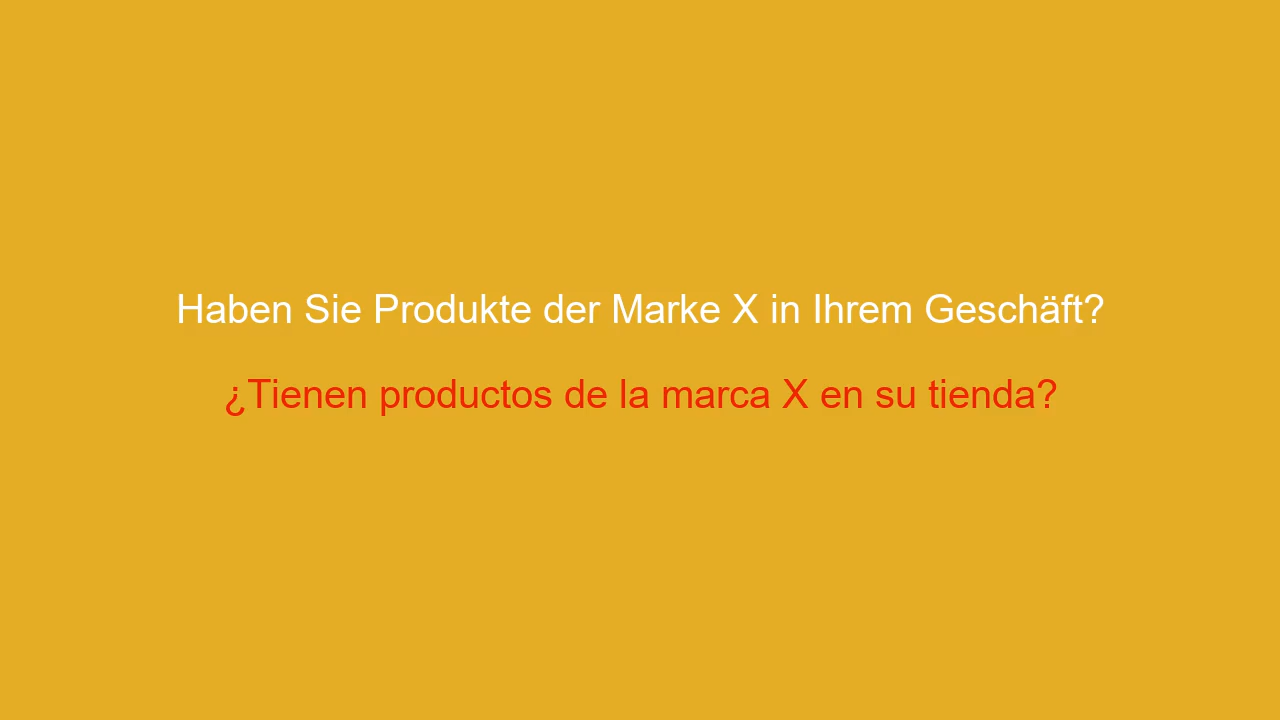 Haben Sie Produkte der Marke X in Ihrem Geschäft?
¿Tienen productos de la marca X en su tienda?